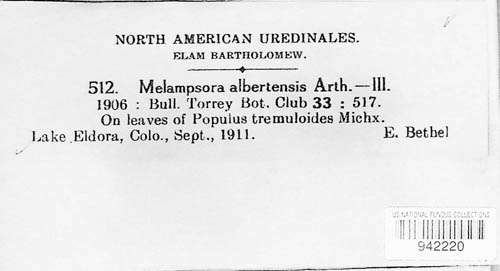 NORTH AMERICAN UREDINALES.
ELAM BARTHOLOMEW.
512. Melampsora albertensis Arth.—III.
1906 : Bull. Torrey Bot. Club 33 : 517.
On leaves of Populus tremuloides Michx.
Lake Eldora, Colo., Sept., 1911. E. Bethel
US NATIONAL FUNGUS COLLECTIONS
942220